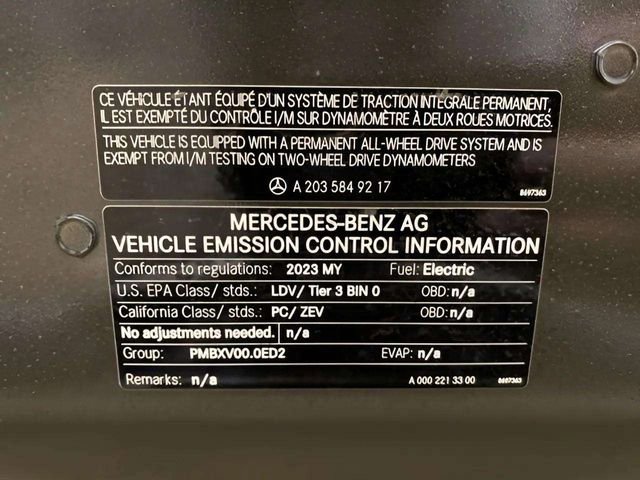 CE VÉHICULE ÉTANT ÉQUIPÉ D'UN SYSTÈME DE TRACTION INTEGRALE PERMANENT,
IL EST EXEMPTÉ DU CONTRÔLE I/M SUR DYNAMOMÈTRE À DEUX ROUES MOTRICES.
THIS VEHICLE IS EQUIPPED WITH A PERMANENT ALL-WHEEL DRIVE SYSTEM AND IS
EXEMPT FROM I/M TESTING ON TWO-WHEEL DRIVE DYNAMOMETERS
A 203 584 92 17
MERCEDES-BENZ AG
VEHICLE EMISSION CONTROL INFORMATION
Conforms to regulations: 2023 MY Fuel: Electric
U.S. EPA Class/ stds.: LDV/ Tier 3 BIN 0 OBD: n/a
California Class/ stds.: PC/ ZEV OBD: n/a
No adjustments needed. n/a
Group: PMBXV00.0ED2 EVAP: n/a
Remarks: n/a A 000 221 33 00